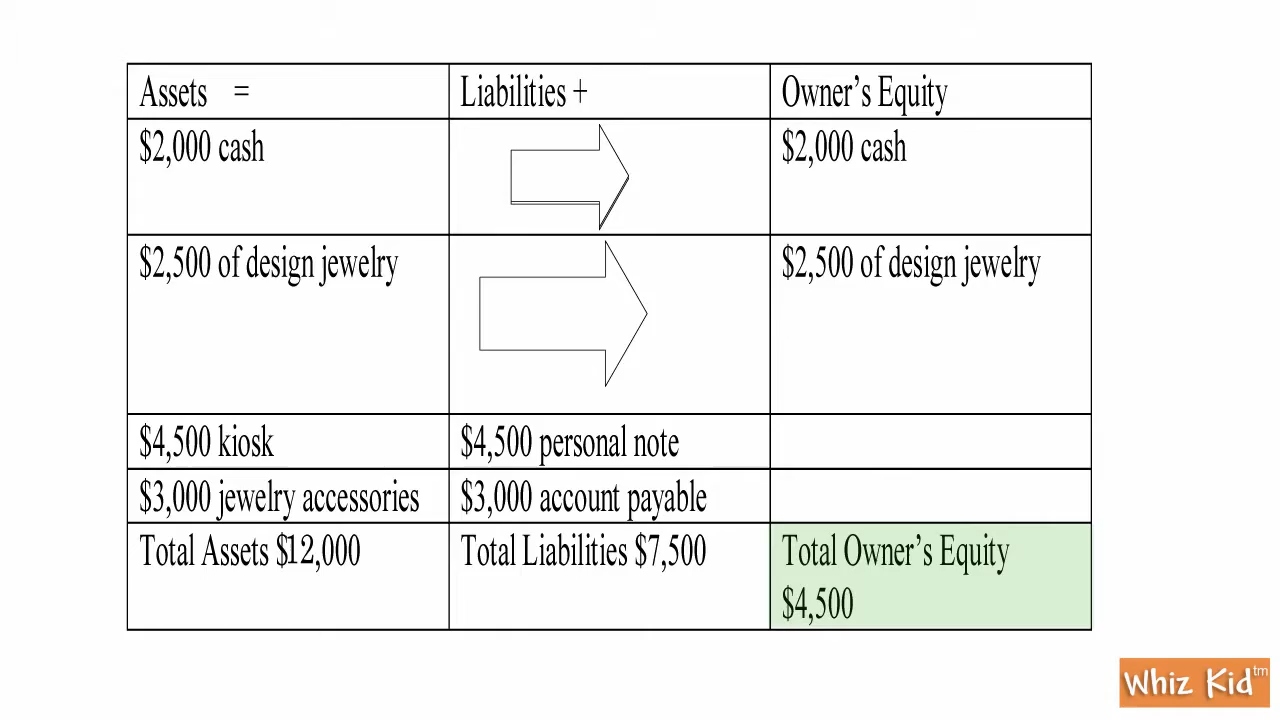 Assets = Liabilities + Owner’s Equity
$2,000 cash $2,000 cash
$2,500 of design jewelry $2,500 of design jewelry
$4,500 kiosk $4,500 personal note
$3,000 jewelry accessories $3,000 account payable
Total Assets $12,000 Total Liabilities $7,500 Total Owner’s Equity
$4,500
Whiz Kid tm